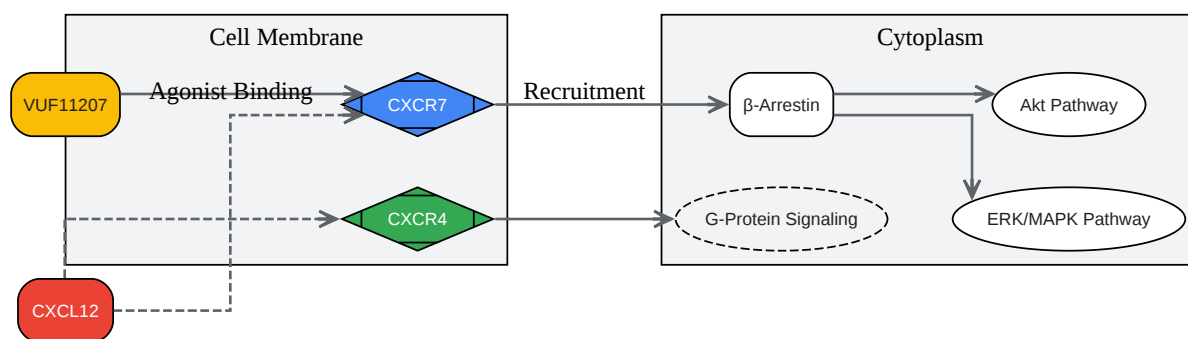 Cell Membrane
Cytoplasm
VUF11207
Agonist Binding
CXCR7
Recruitment
β-Arrestin
Akt Pathway
CXCR4
G-Protein Signaling
ERK/MAPK Pathway
CXCL12